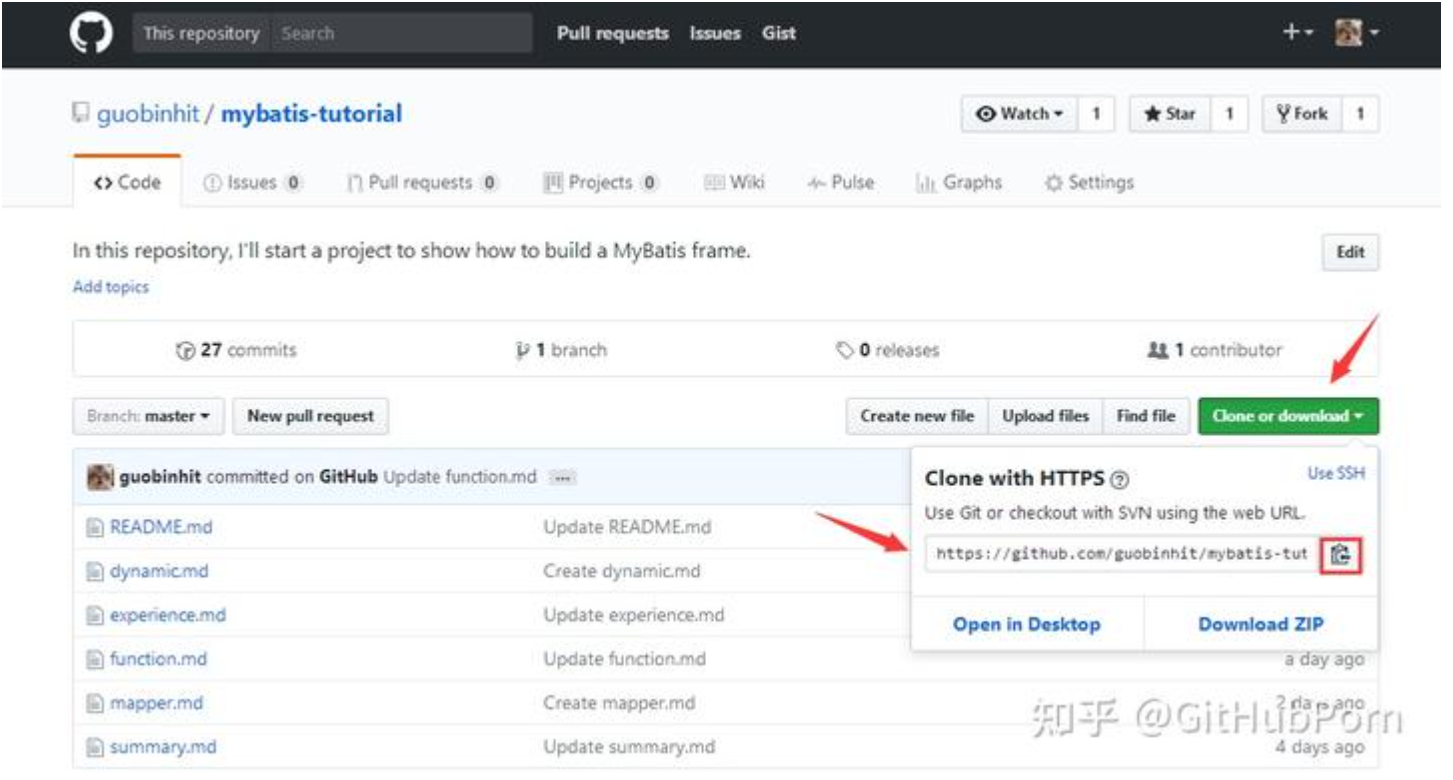 This repository Search Pull requests Issues Gist
guobinhit / mybatis-tutorial Watch 1 Star 1 Fork 1
Code Issues 0 Pull requests 0 Projects 0 Wiki Pulse Graphs Settings
In this repository, I'll start a project to show how to build a MyBatis frame. Edit
Add topics
27 commits 1 branch 0 releases 1 contributor
Branch: master New pull request Create new file Upload files Find file Clone or download
guobinhit committed on GitHub Update function.md ...
README.md Update README.md
dynamic.md Create dynamic.md
experience.md Update experience.md
function.md Update function.md a day ago
mapper.md Create mapper.md 2 days ago
summary.md Update summary.md 4 days ago
Clone with HTTPS Use SSH
Use Git or checkout with SVN using the web URL.
https://github.com/guobinhit/mybatis-tut
Open in Desktop Download ZIP
知乎 @GitHubPorn